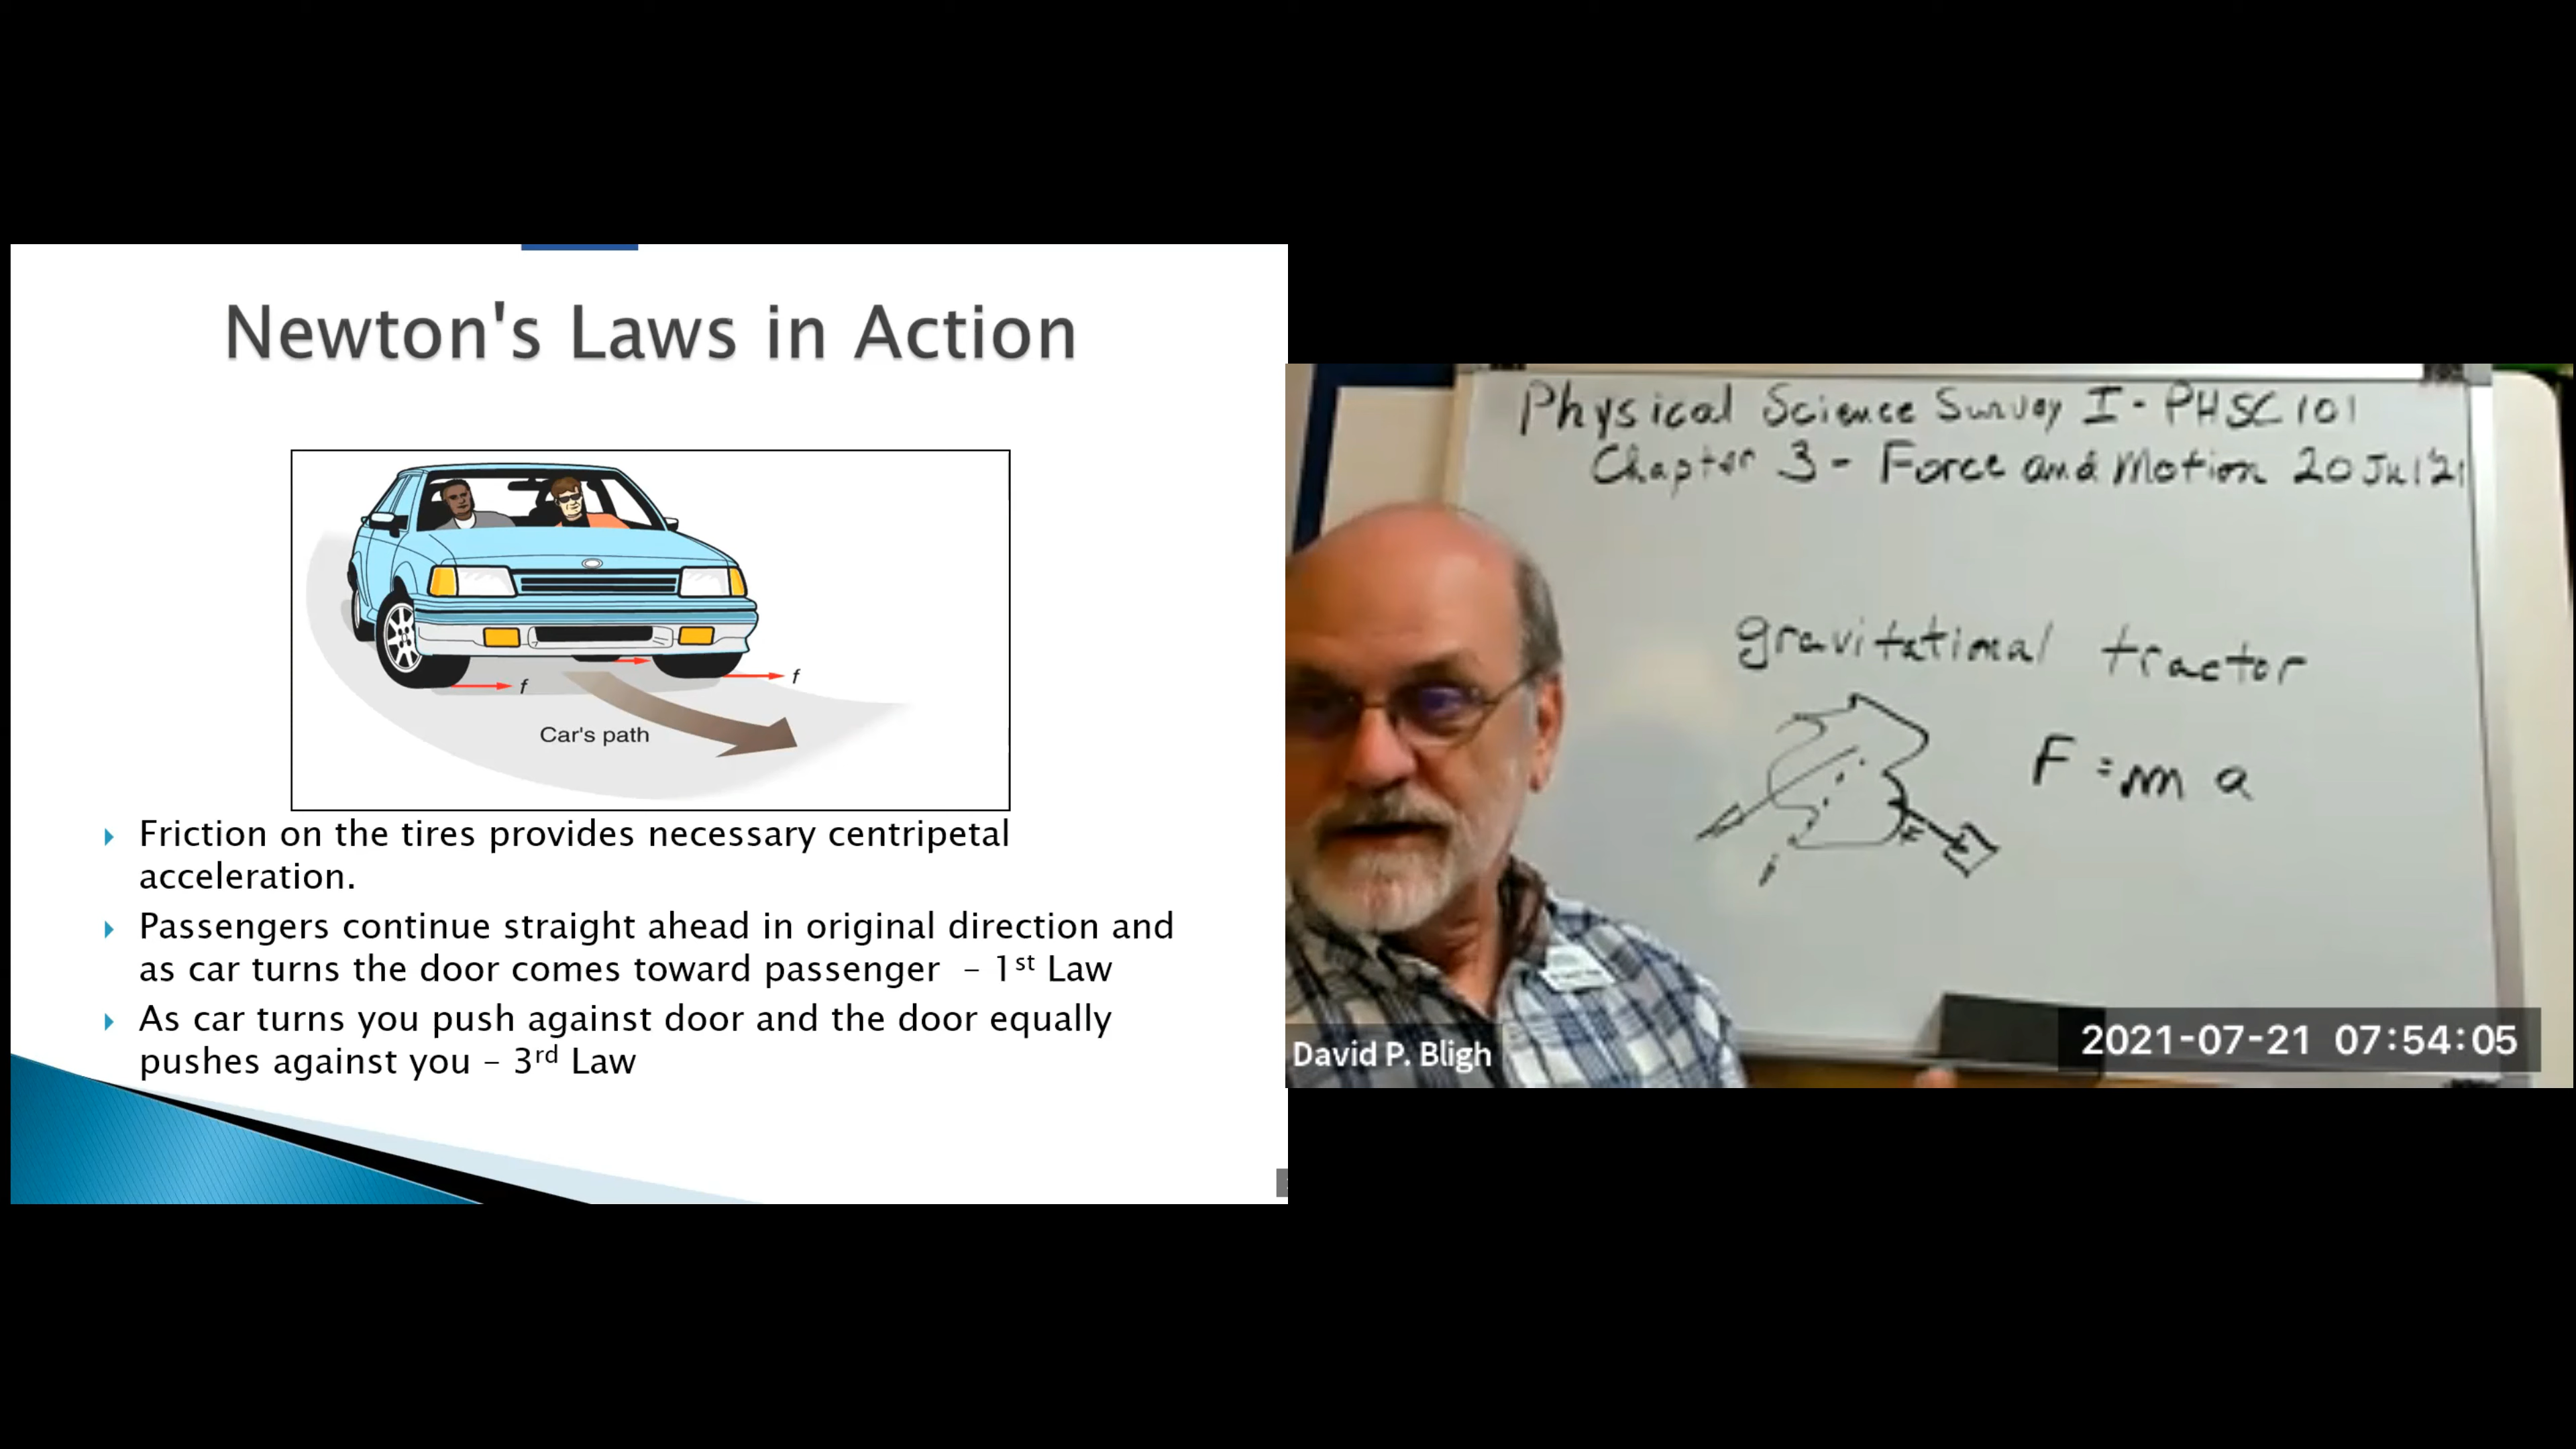 Newton's Laws in Action
f
f
Car's path
Friction on the tires provides necessary centripetal
acceleration.
Passengers continue straight ahead in original direction and
as car turns the door comes toward passenger – 1st Law
As car turns you push against door and the door equally
pushes against you – 3rd Law
Physical Science Survey I - PHSC 101
Chapter 3 - Force and Motion 20 Jul 21
gravitational tractor
F = m a
F
David P. Bligh
2021-07-21 07:54:05